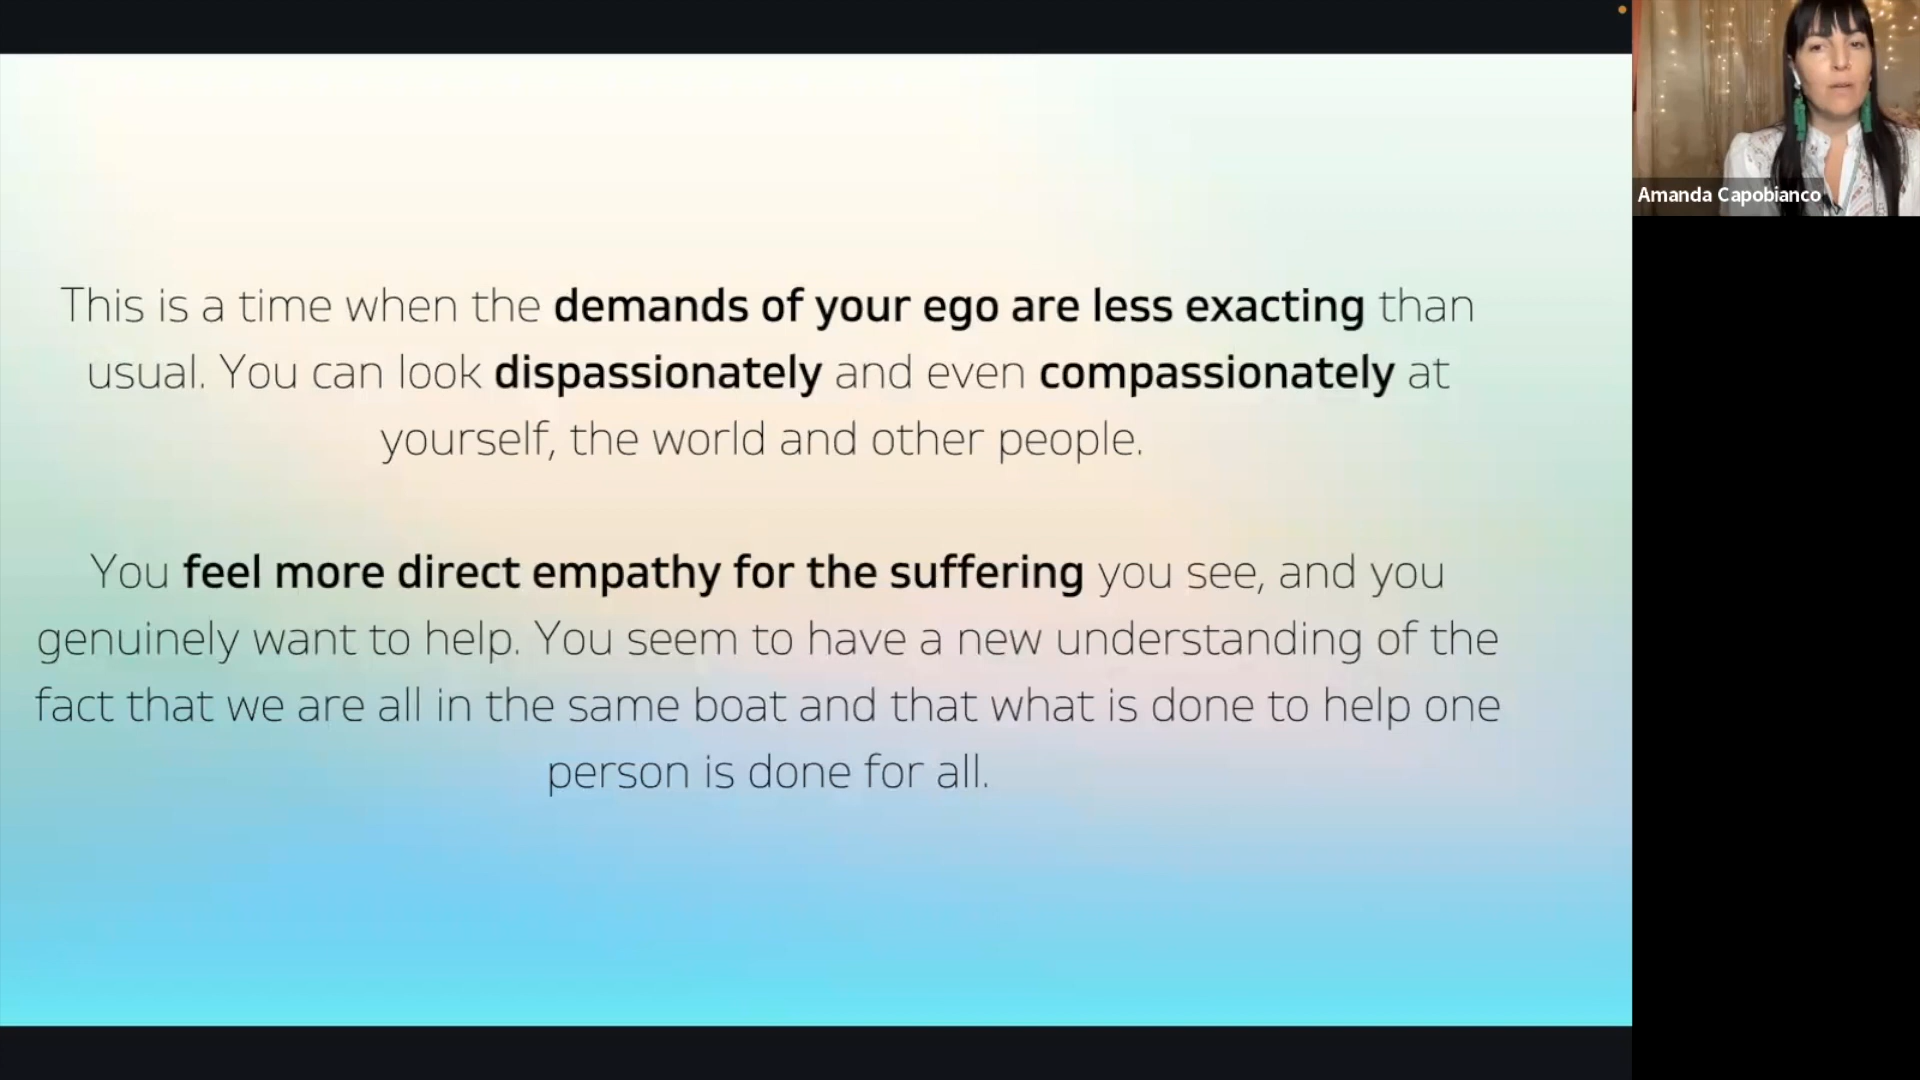 This is a time when the demands of your ego are less exacting than
usual. You can look dispassionately and even compassionately at
yourself, the world and other people.
You feel more direct empathy for the suffering you see, and you
genuinely want to help. You seem to have a new understanding of the
fact that we are all in the same boat and that what is done to help one
person is done for all.
Amanda Capobianco